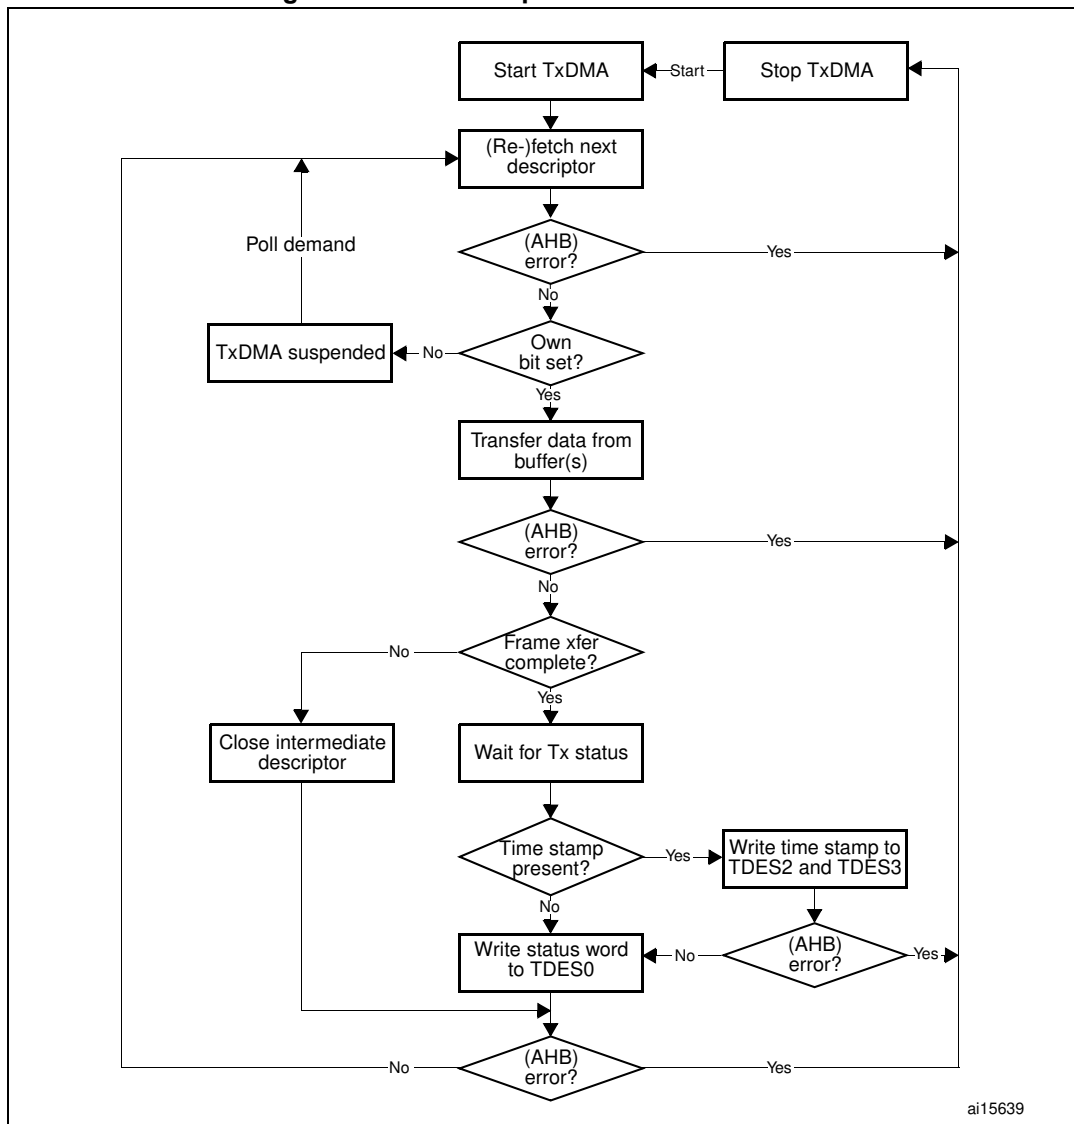 Start TxDMA
Start
Stop TxDMA
(Re-)fetch next
descriptor
Poll demand
(AHB)
error?
Yes
No
TxDMA suspended
No
Own
bit set?
Yes
Transfer data from
buffer(s)
(AHB)
error?
Yes
No
No
Frame xfer
complete?
Yes
Close intermediate
descriptor
Wait for Tx status
Time stamp
present?
Yes
Write time stamp to
TDES2 and TDES3
No
Write status word
to TDES0
No
(AHB)
error?
Yes
No
(AHB)
error?
Yes
ai15639